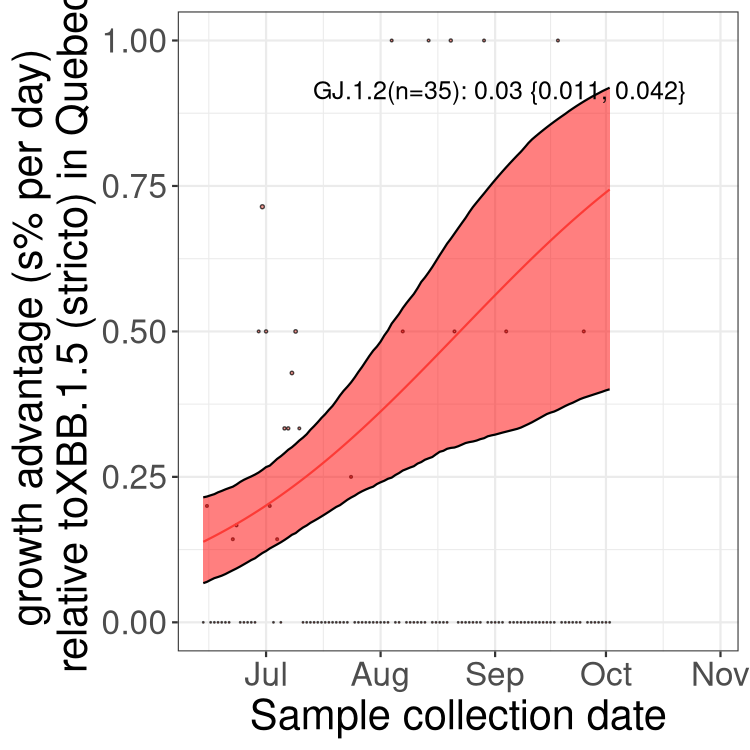 growth advantage (s% per day)
relative toXBB.1.5 (stricto) in Quebec
1.00
0.75
0.50
0.25
0.00
GJ.1.2(n=35): 0.03 {0.011, 0.042}
Jul Aug Sep Oct Nov
Sample collection date